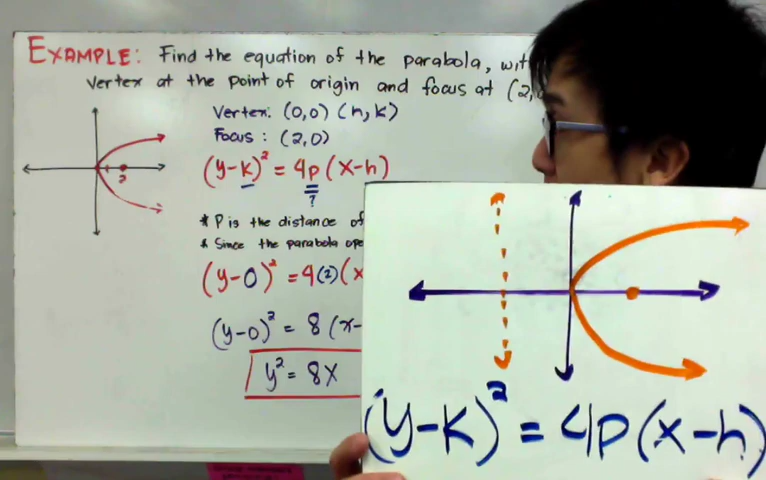 EXAMPLE: Find the equation of the parabola,
vertex at the point of origin and focus at (2,
Vertex: (0,0) (h,k)
Focus: (2,0)
(y-k)² = 4p(x-h)
?
2
* P is the distance of
* Since the parabola
(y-0)² = 4(2)(x
(y-0)² = 8(x-
y² = 8x
(y-k)² = 4p(x-h)